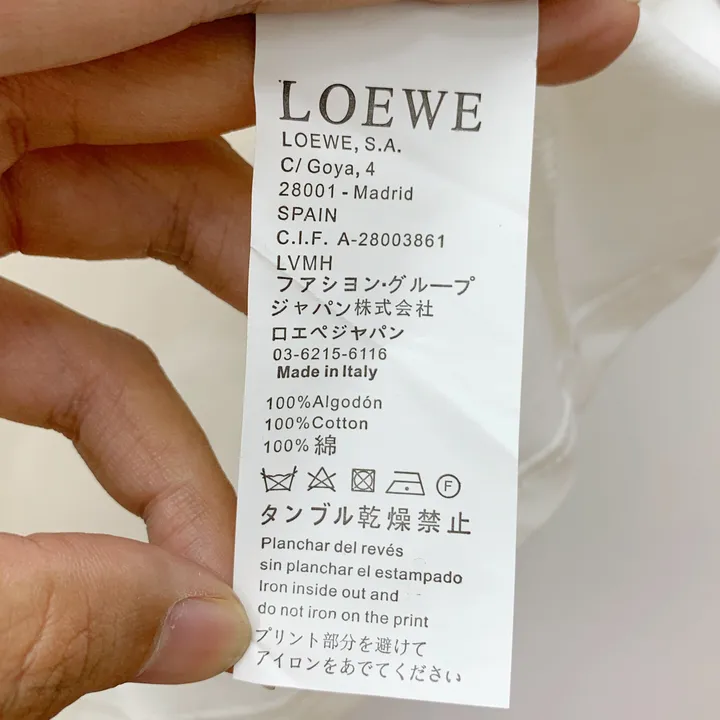 LOEWE
LOEWE, S.A.
C/ Goya, 4
28001 - Madrid
SPAIN
C.I.F. A-28003861
LVMH
ファション·グループ
ジャパン株式会社
ロエペジャパン
03-6215-6116
Made in Italy
100%Algodón
100%Cotton
100% 綿
F
タンブル乾燥禁止
Planchar del revés
sin planchar el estampado
Iron inside out and
do not iron on the print
プリント部分を避けて
アイロンをあでてください